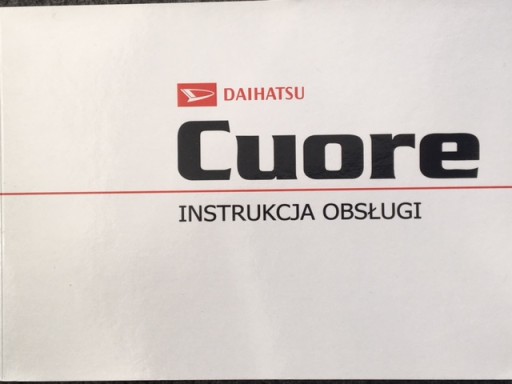 DAIHATSU
Cuore
INSTRUKCJA OBSŁUGI